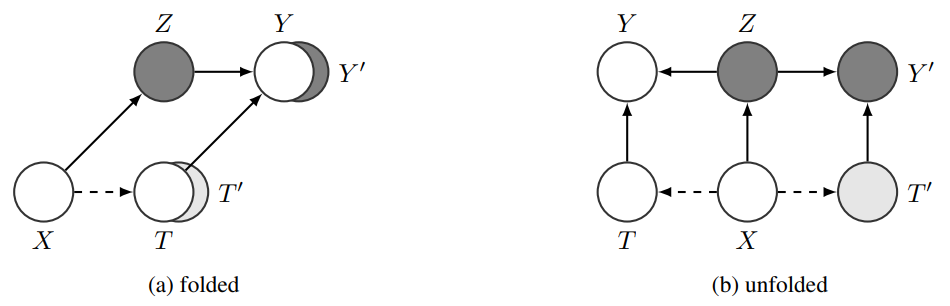 Z Y Z Y
Y′ Y′
T′ T′
X T T X
(a) folded (b) unfolded